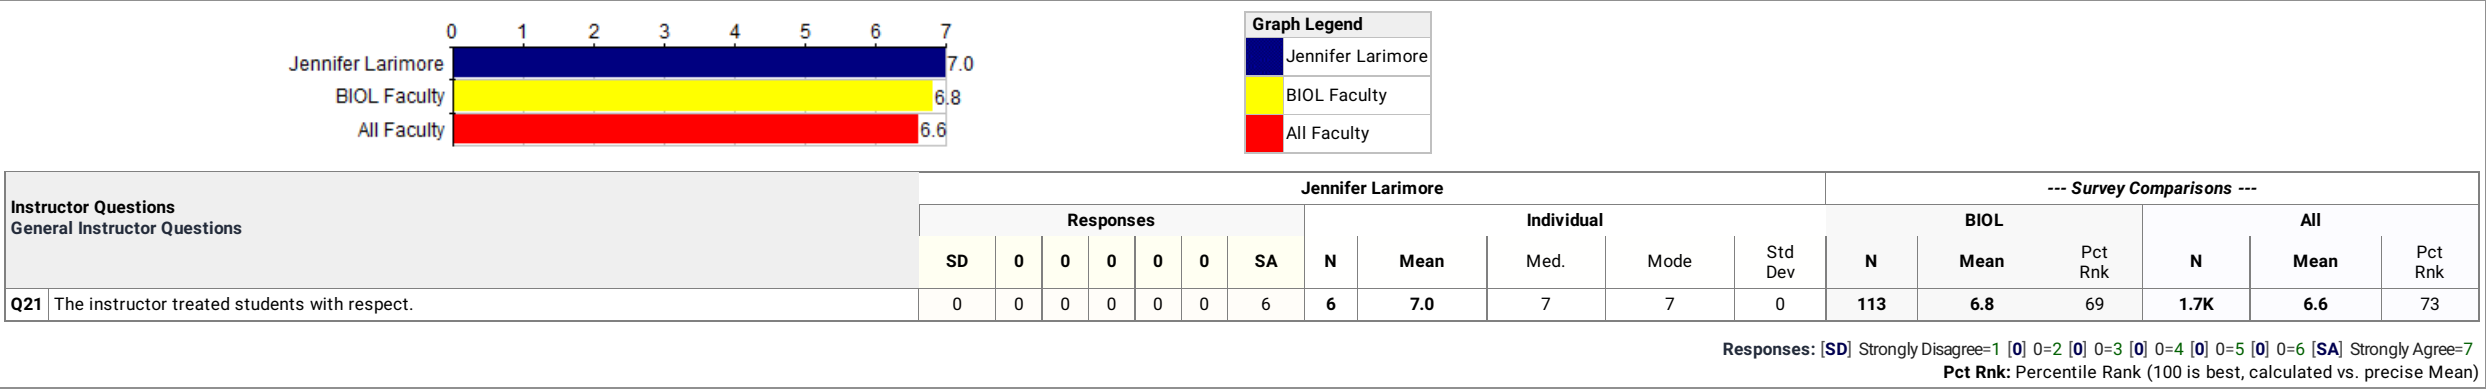 0 1 2 3 4 5 6 7
Jennifer Larimore 7.0
BIOL Faculty 6.8
All Faculty 6.6
Graph Legend
Jennifer Larimore
BIOL Faculty
All Faculty
Instructor Questions
General Instructor Questions
Jennifer Larimore --- Survey Comparisons ---
Responses Individual BIOL All
SD 0 0 0 0 0 SA N Mean Med. Mode Std Dev N Mean Pct Rnk N Mean Pct Rnk
Q21 The instructor treated students with respect. 0 0 0 0 0 0 6 6 7.0 7 7 0 113 6.8 69 1.7K 6.6 73
Responses: [SD] Strongly Disagree=1 [0] 0=2 [0] 0=3 [0] 0=4 [0] 0=5 [0] 0=6 [SA] Strongly Agree=7
Pct Rnk: Percentile Rank (100 is best, calculated vs. precise Mean)